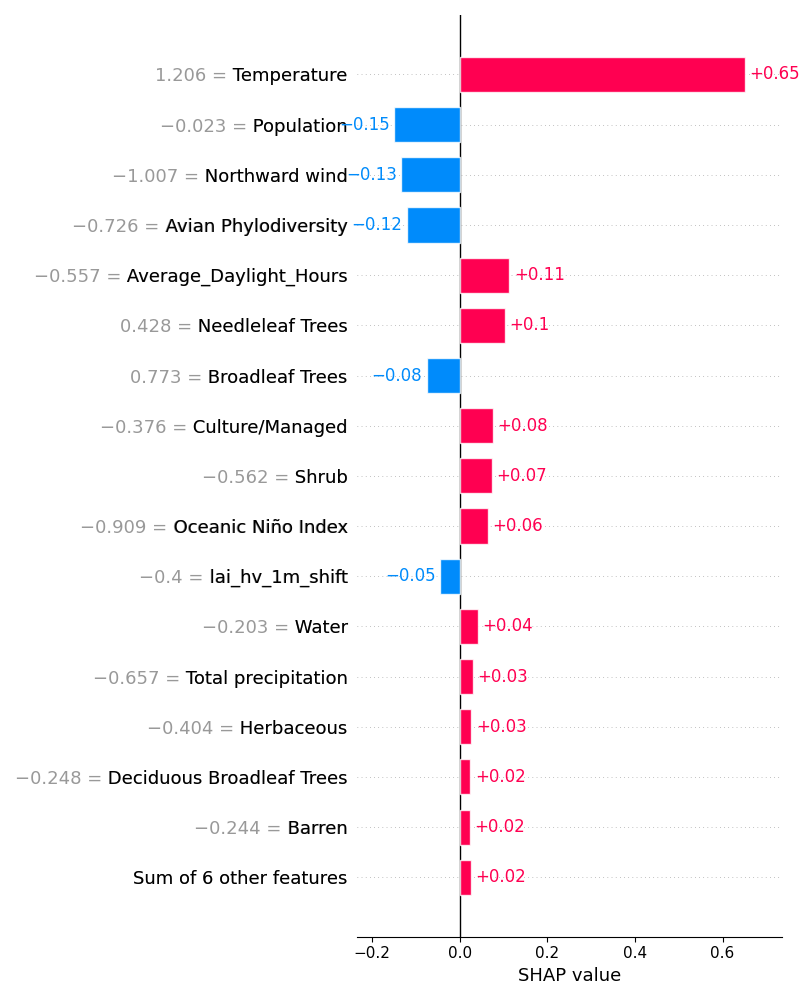 1.206 = Temperature +0.65
−0.023 = Population −0.15
−1.007 = Northward wind −0.13
−0.726 = Avian Phylodiversity −0.12
−0.557 = Average_Daylight_Hours +0.11
0.428 = Needleleaf Trees +0.1
0.773 = Broadleaf Trees −0.08
−0.376 = Culture/Managed +0.08
−0.562 = Shrub +0.07
−0.909 = Oceanic Niño Index +0.06
−0.4 = lai_hv_1m_shift −0.05
−0.203 = Water +0.04
−0.657 = Total precipitation +0.03
−0.404 = Herbaceous +0.03
−0.248 = Deciduous Broadleaf Trees +0.02
−0.244 = Barren +0.02
Sum of 6 other features +0.02
−0.2 0.0 0.2 0.4 0.6
SHAP value